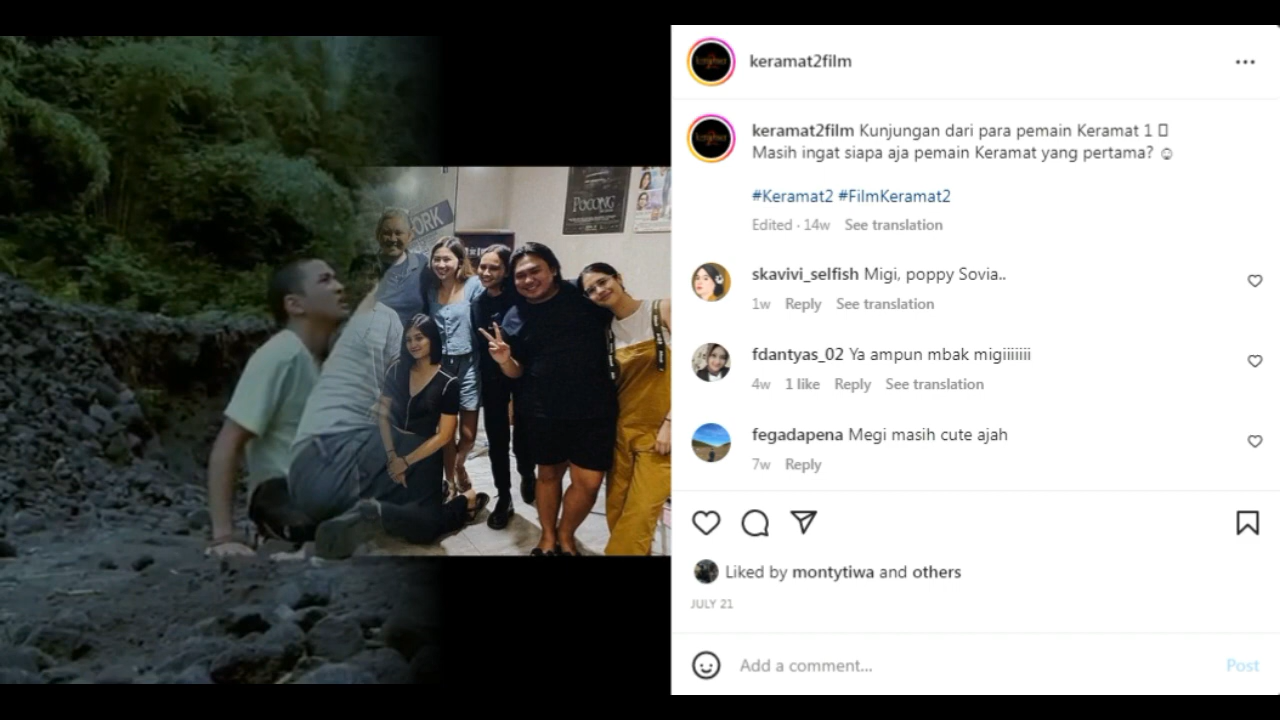 ORK
POCONG
keramat2film
keramat2film Kunjungan dari para pemain Keramat 1
Masih ingat siapa aja pemain Keramat yang pertama? ☺
#Keramat2 #FilmKeramat2
Edited · 14w See translation
skavivi_selfish Migi, poppy Sovia..
1w Reply See translation
fdantyas_02 Ya ampun mbak migiiiiiii
4w 1 like Reply See translation
fegadapena Megi masih cute ajah
7w Reply
Liked by montytiwa and others
JULY 21
Add a comment... Post